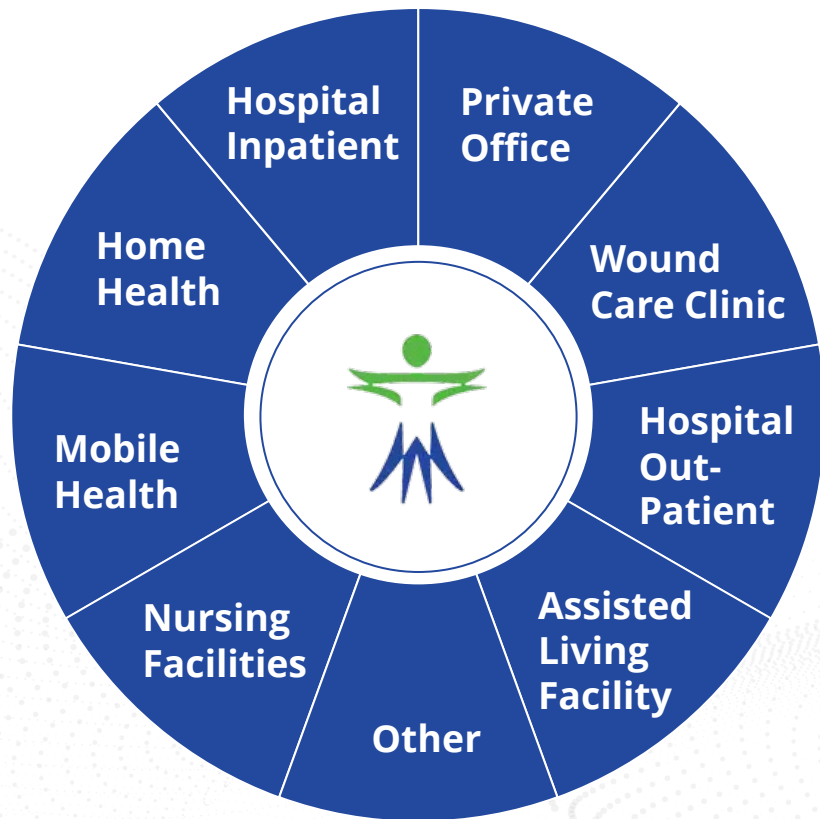 Private
Office
Wound
Care Clinic
Hospital
Out-
Patient
Assisted
Living
Facility
Other
Nursing
Facilities
Mobile
Health
Home
Health
Hospital
Inpatient